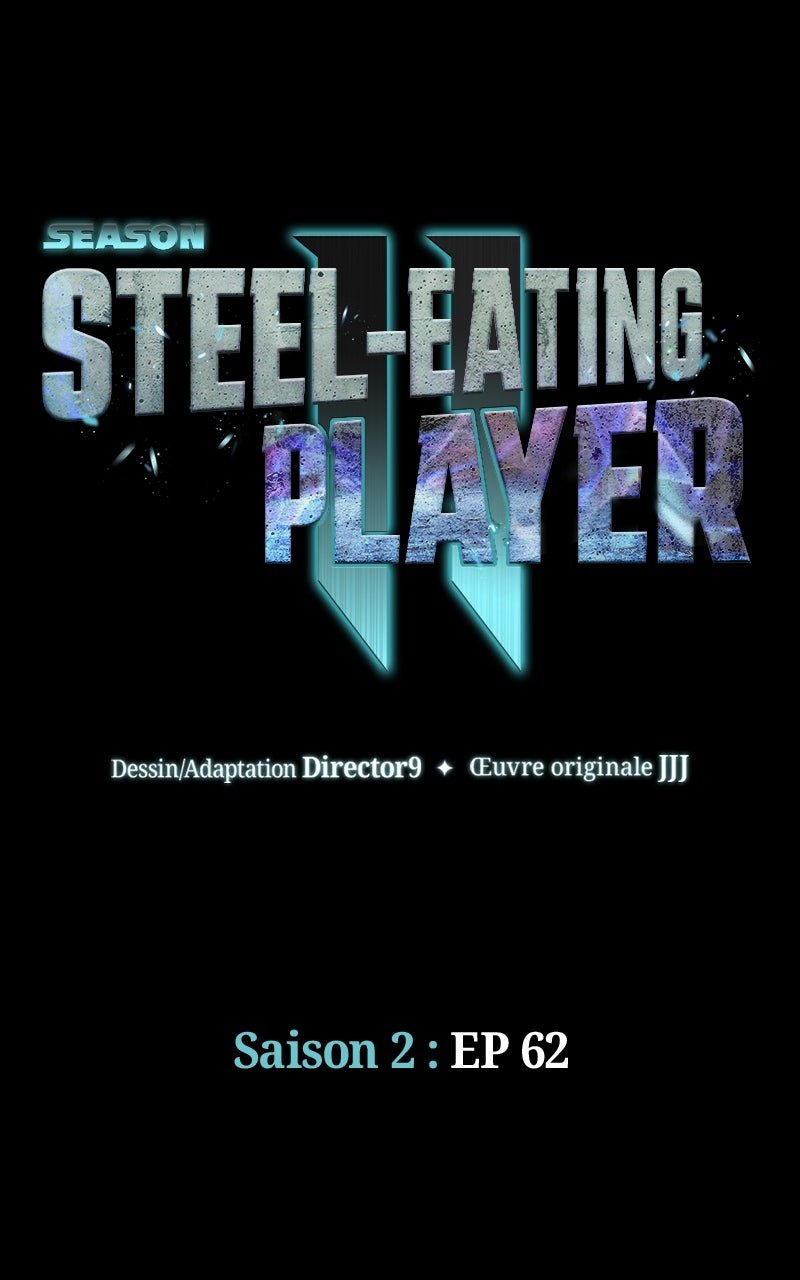 SEASON
STEEL-EATING
PLAYER
Dessin/Adaptation Director9 ✦ Œuvre originale JJJ
Saison 2 : EP 62